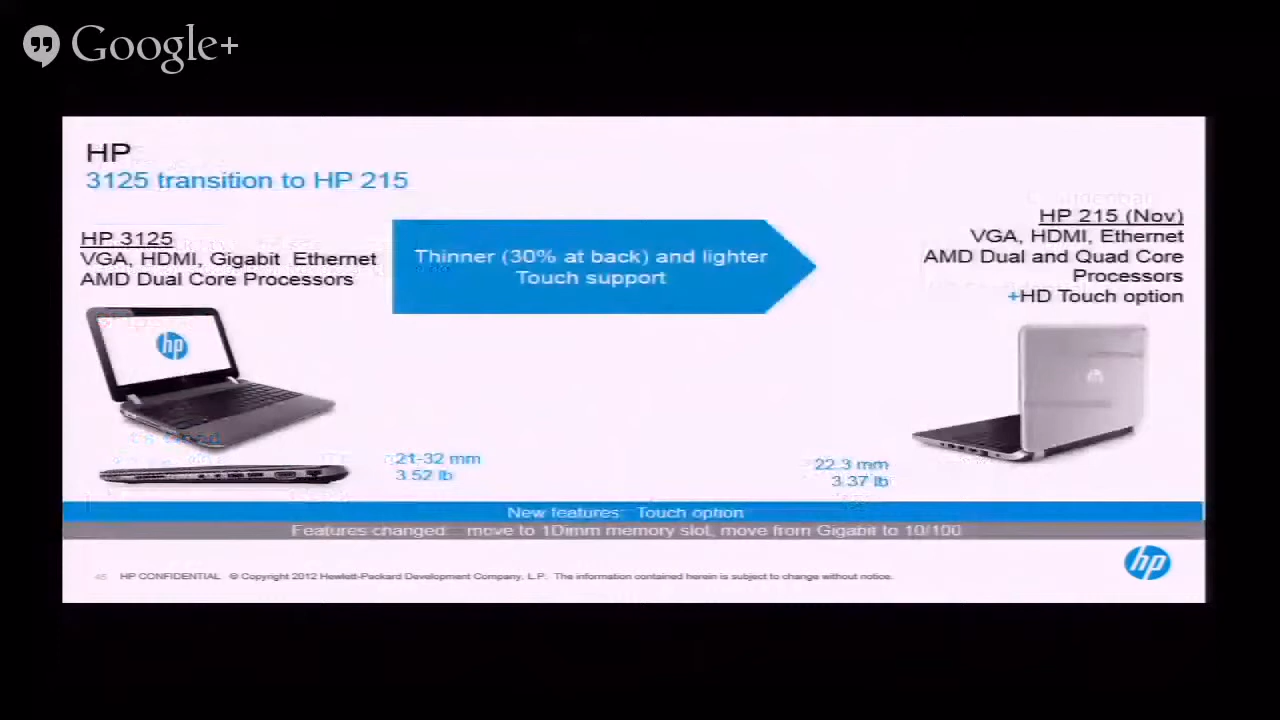 Google+
HP
3125 transition to HP 215
HP 3125
VGA, HDMI, Gigabit Ethernet
AMD Dual Core Processors
Thinner (30% at back) and lighter
Touch support
Confidential
HP 215 (Nov)
VGA, HDMI, Ethernet
AMD Dual and Quad Core
Processors
+HD Touch option
hp
21-32 mm
3.52 lb
22.3 mm
3.37 lb
New features: Touch option
Features changed: move to 1Dimm memory slot, move from Gigabit to 10/100
45 HP CONFIDENTIAL © Copyright 2012 Hewlett-Packard Development Company, L.P. The information contained herein is subject to change without notice.
hp